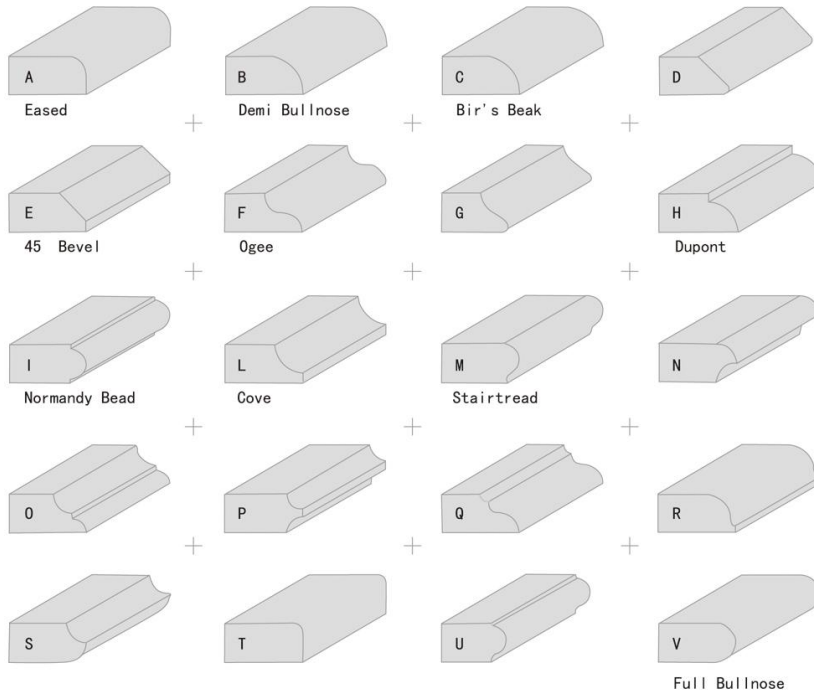 A
B
C
D
Eased
Demi Bullnose
Bir's Beak
E
F
G
H
45 Bevel
Ogee
Dupont
I
L
M
N
Normandy Bead
Cove
Stairtread
O
P
Q
R
S
T
U
V
Full Bullnose